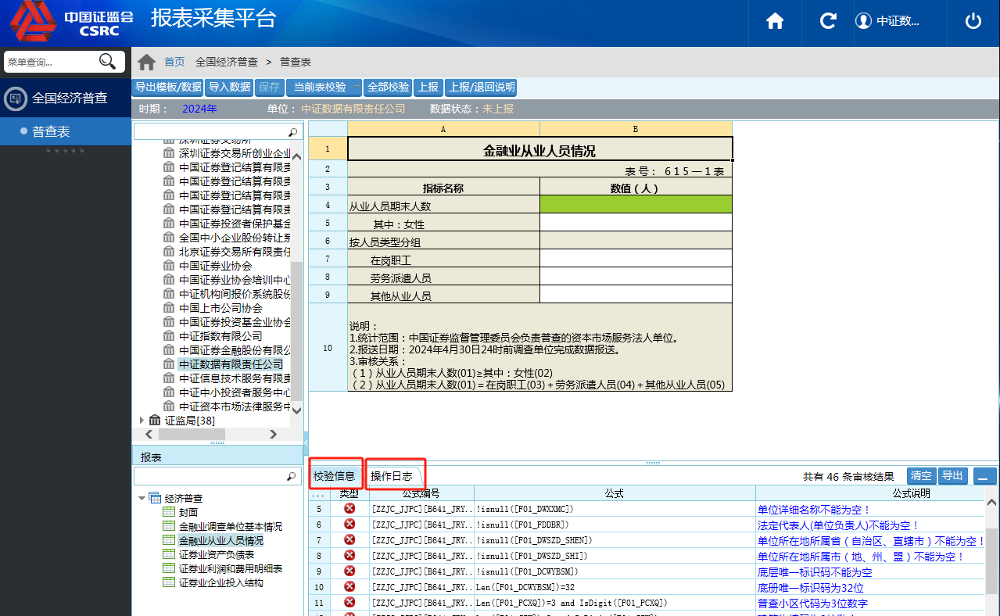 中国证监会
CSRC
报表采集平台
中证数...
菜单查询...
首页 全国经济普查 > 普查表
全国经济普查
普查表
导出模板/数据 导入数据 保存 当前表校验 全部校验 上报 上报/退回说明
时期： 2024年 单位： 中证数据有限责任公司 数据状态：未上报
深圳证券交易所
深圳证券交易所创业企业
中国证券登记结算有限责
中国证券登记结算有限责
中国证券登记结算有限责
中国证券登记结算有限责
中国证券投资者保护基金
全国中小企业股份转让系
北京证券交易所有限责任
中国证券业协会
中国证券业协会培训中心
中证机构间报价系统股份
中国上市公司协会
中国证券投资基金业协会
中证指数有限公司
中国证券金融股份有限公
中证数据有限责任公司
中证信息技术服务有限责
中证中小投资者服务中心
中证资本市场法律服务中
证监局[38]
报表
经济普查
封面
金融业调查单位基本情况
金融业从业人员情况
证券业资产负债表
证券业利润和费用明细表
证券业企业投入结构
A B
1 金融业从业人员情况
2 表 号： 6 1 5 — 1 表
3 指标名称 数值（人）
4 从业人员期末人数
5 其中：女性
6 按人员类型分组
7 在岗职工
8 劳务派遣人员
9 其他从业人员
10
说明：
1.统计范围：中国证券监督管理委员会负责普查的资本市场服务法人单位。
2.报送日期：2024年4月30日24时前调查单位完成数据报送。
3.审核关系：
（1）从业人员期末人数(01)≥其中：女性(02)
（2）从业人员期末人数(01)＝在岗职工(03)＋劳务派遣人员(04)＋其他从业人员(05)
校验信息 操作日志 共有 46 条审核结果 清空 导出
... 类型 公式编号 公式 公式说明
5 [ZZJC_JJPC][B641_JRY.. !isnull([F01_DWXXMC]) 单位详细名称不能为空！
6 [ZZJC_JJPC][B641_JRY.. !isnull([F01_FDDBR]) 法定代表人(单位负责人)不能为空！
7 [ZZJC_JJPC][B641_JRY.. !isnull([F01_DWSZD_SHEN]) 单位所在地所属省（自治区、直辖市）不能为空！
8 [ZZJC_JJPC][B641_JRY.. !isnull([F01_DWSZD_SHI]) 单位所在地所属市（地、州、盟）不能为空！
9 [ZZJC_JJPC][B641_JRY.. !isnull([F01_DCWYBSM]) 底层唯一标识码不能为空
10 [ZZJC_JJPC][B641_JRY.. Len([F01_DCWYBSM])=32 底册唯一标识码为32位
11 [ZZJC_JJPC][B641_JRY.. Len([F01_PCXQ])=3 and IsDigit([F01_PCXQ]) 普查小区代码为3位数字